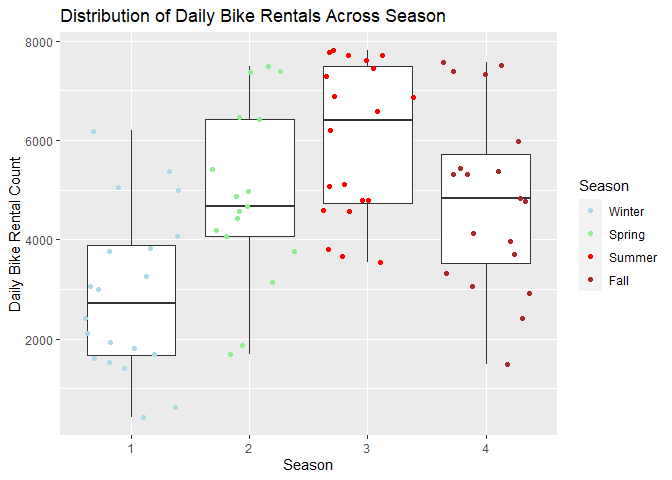 Distribution of Daily Bike Rentals Across Season
8000
6000
4000
2000
Daily Bike Rental Count
1 2 3 4
Season
Season
Winter
Spring
Summer
Fall